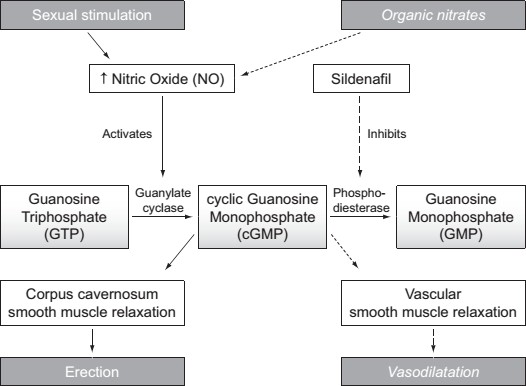 Sexual stimulation
Organic nitrates
↑ Nitric Oxide (NO)
Sildenafil
Activates
Inhibits
Guanosine
Triphosphate
(GTP)
Guanylate
cyclase
cyclic Guanosine
Monophosphate
(cGMP)
Phospho-
diesterase
Guanosine
Monophosphate
(GMP)
Corpus cavernosum
smooth muscle relaxation
Vascular
smooth muscle relaxation
Erection
Vasodilatation